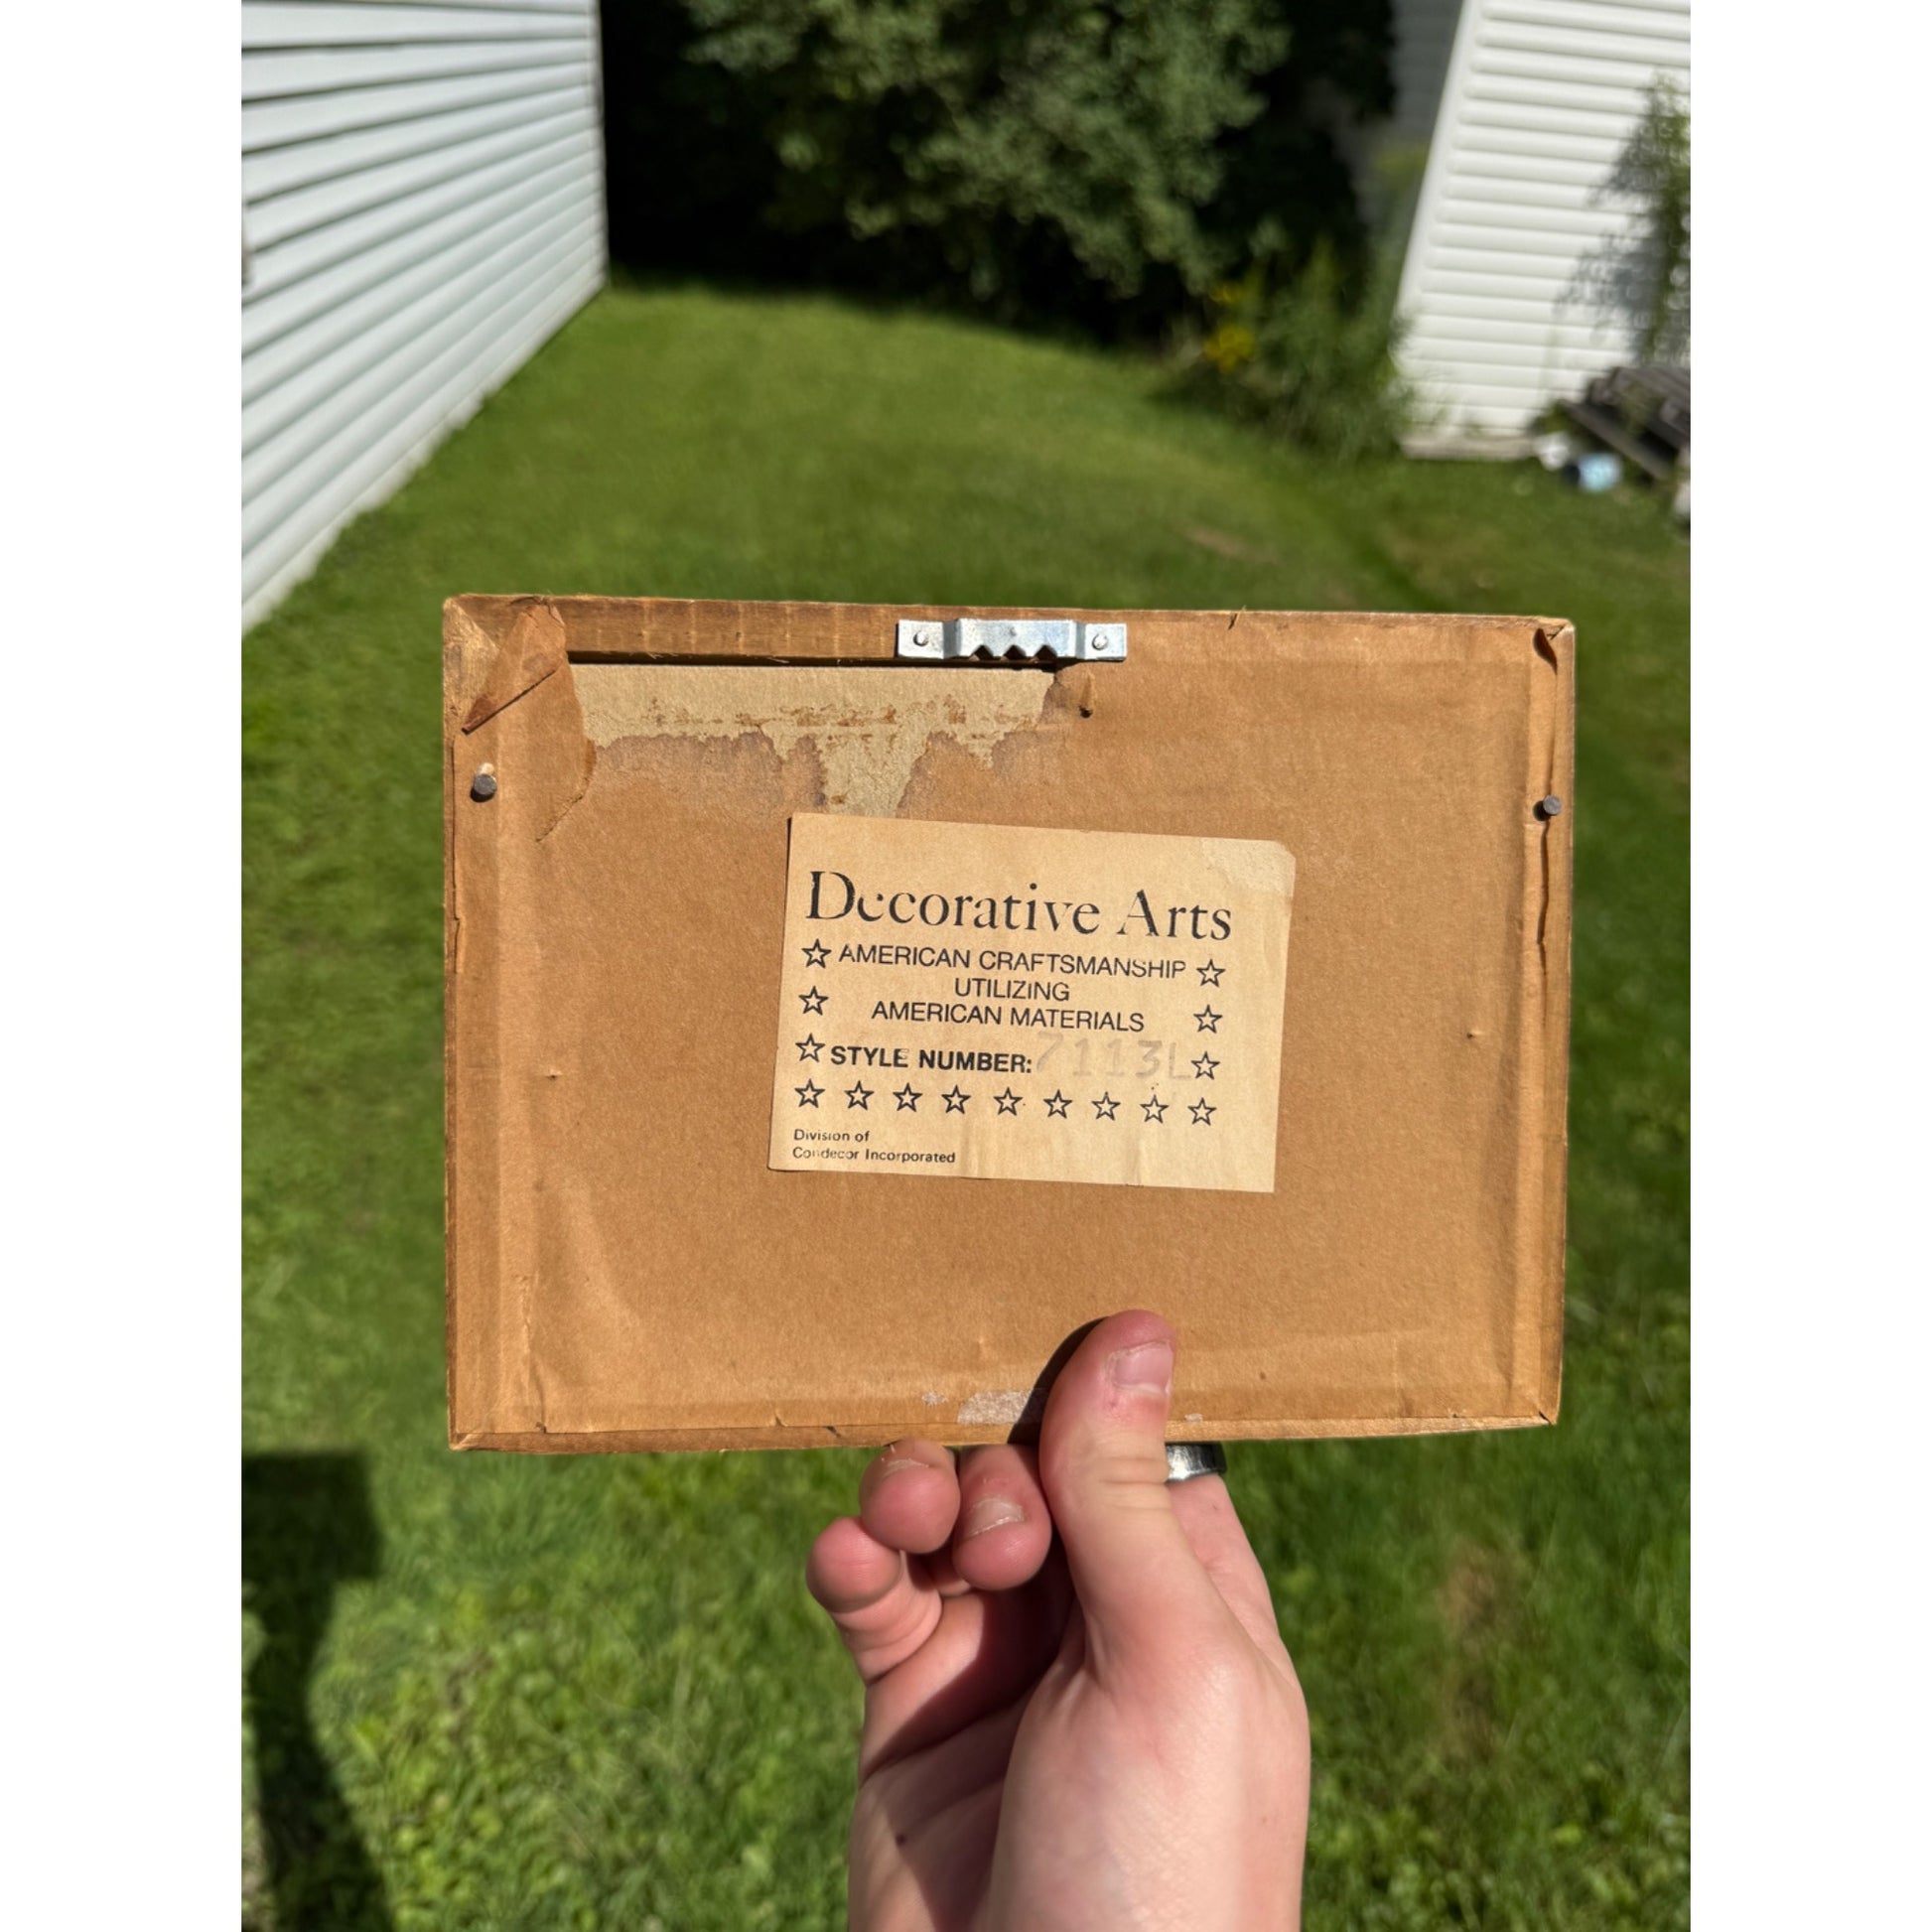 Decorative Arts
☆ AMERICAN CRAFTSMANSHIP ☆
☆ UTILIZING
AMERICAN MATERIALS ☆
☆ STYLE NUMBER: 7113L ☆
☆ ☆ ☆ ☆ ☆ ☆ ☆ ☆ ☆
Division of
Condecor Incorporated